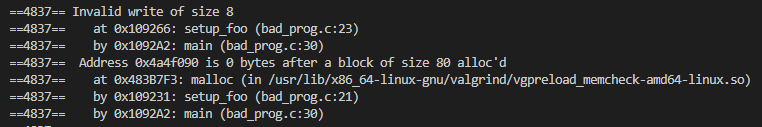 ==4837== Invalid write of size 8
==4837==    at 0x109266: setup_foo (bad_prog.c:23)
==4837==    by 0x1092A2: main (bad_prog.c:30)
==4837==  Address 0x4a4f090 is 0 bytes after a block of size 80 alloc'd
==4837==    at 0x483B7F3: malloc (in /usr/lib/x86_64-linux-gnu/valgrind/vgpreload_memcheck-amd64-linux.so)
==4837==    by 0x109231: setup_foo (bad_prog.c:21)
==4837==    by 0x1092A2: main (bad_prog.c:30)
==4837==